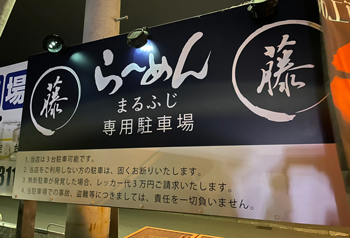 藤
らーめん
まるふじ
専用駐車場
藤
1. 当店は3台駐車可能です。
2. 当店をご利用しない方の駐車は、固くお断りいたします。
3. 無断駐車が発覚した場合、レッカー代3万円ご請求いたします。
4. 当駐車場での事故、盗難等につきましては、責任を一切負いません。
場
311